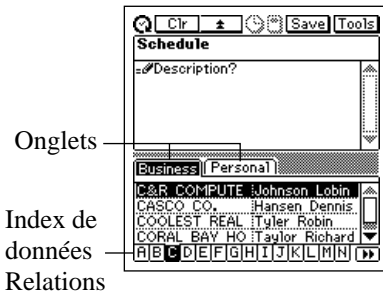 Clr Save Tools
Schedule
Description?
Onglets
Business Personal
C&R COMPUTE Johnson Lobin
CASCO CO. Hansen Dennis
COOLEST REAL Tyler Robin
CORAL BAY HO Taylor Richard
Index de
données
Relations
A B C D E F G H I J K L M N